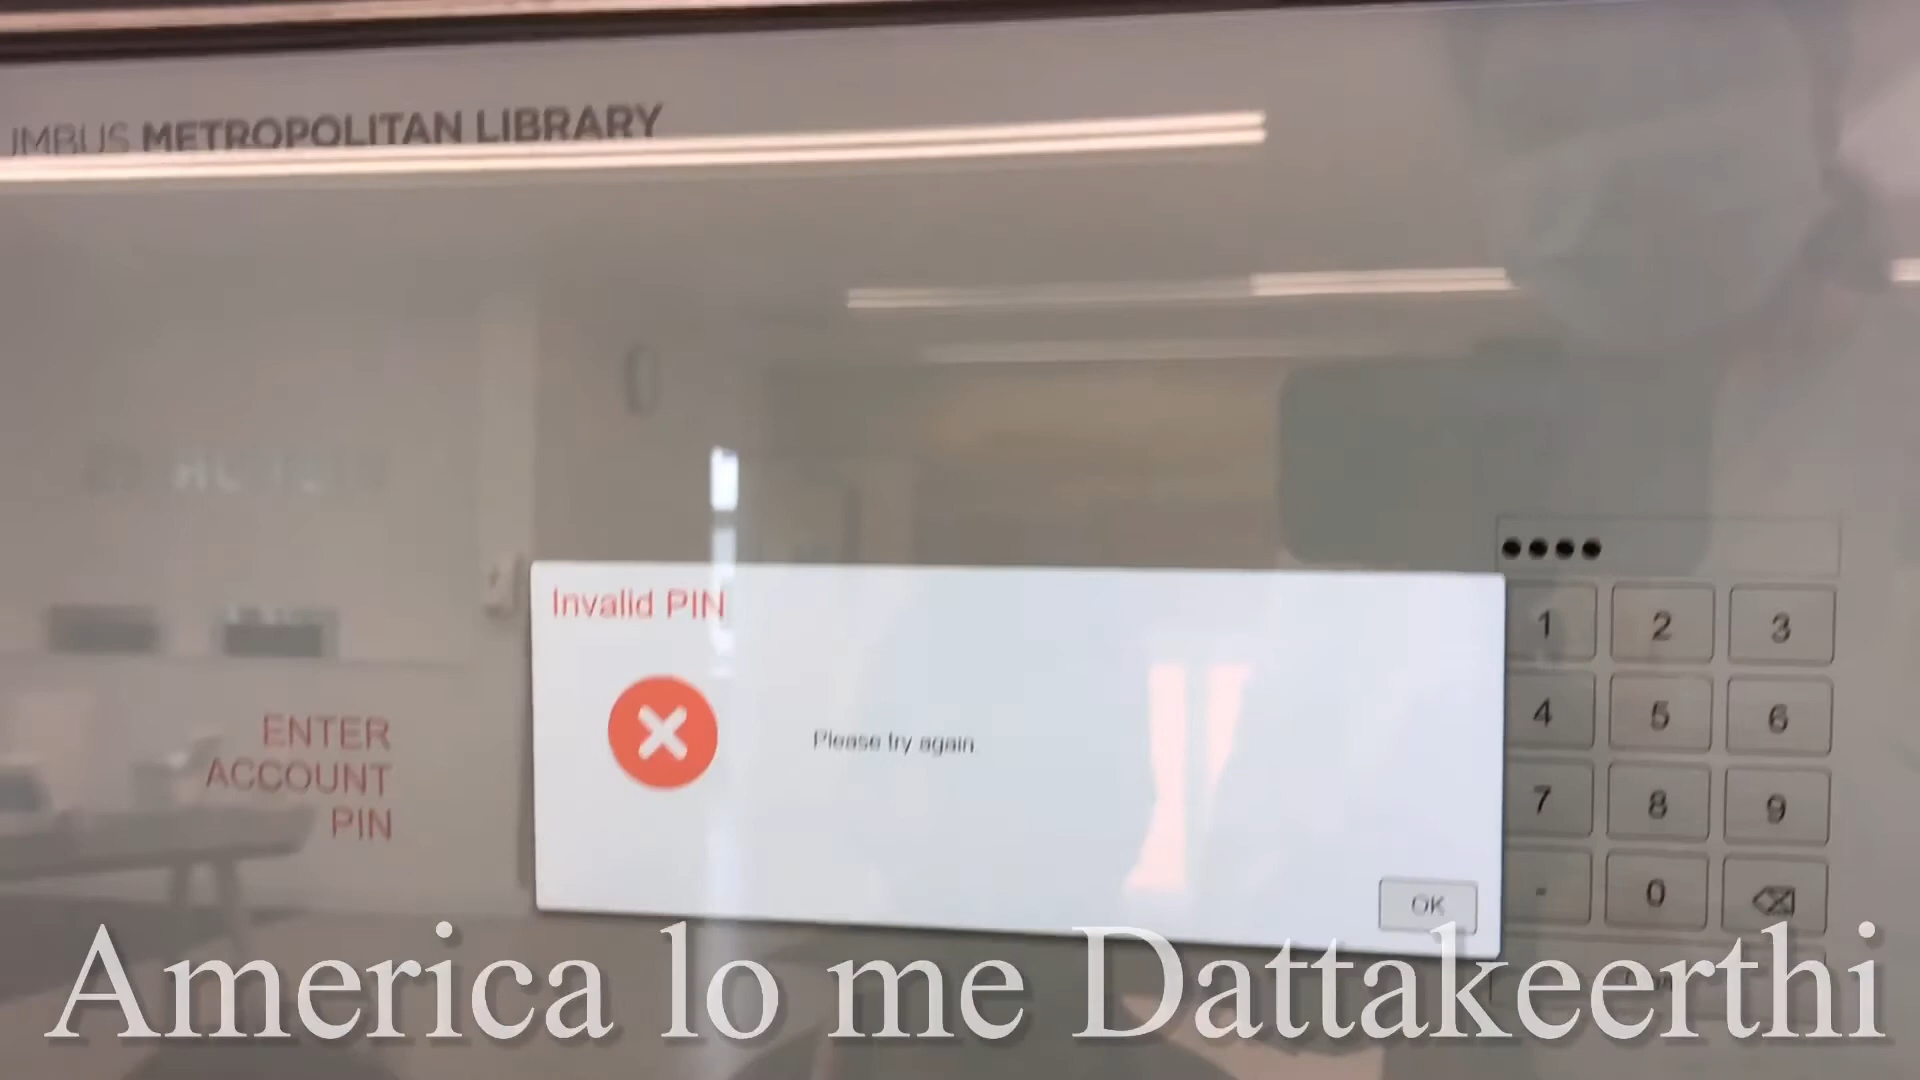 UMBUS METROPOLITAN LIBRARY
Invalid PIN
Please try again.
OK
ENTER
ACCOUNT
PIN
1 2 3
4 5 6
7 8 9
- 0
America lo me Dattakeerthi